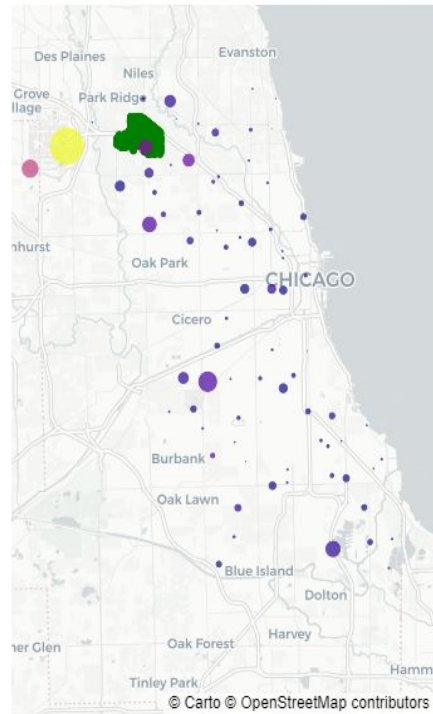 Evanston
Des Plaines
Niles
Grove
Park Ridge
llage
mhurst
Oak Park
CHICAGO
Cicero
Burbank
Oak Lawn
Blue Island
Dolton
Oak Forest
Harvey
ner Glen
Hamm
Tinley Park
© Carto © OpenStreetMap contributors